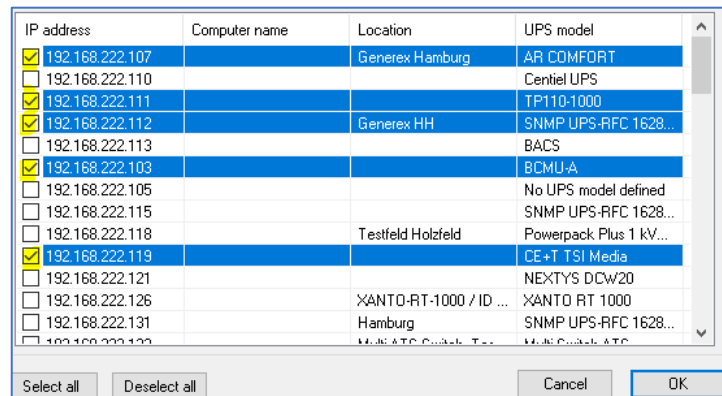 IP address Computer name Location UPS model
192.168.222.107 Generex Hamburg AR COMFORT
192.168.222.110 Centiel UPS
192.168.222.111 TP110-1000
192.168.222.112 Generex HH SNMP UPS-RFC 1628...
192.168.222.113 BACS
192.168.222.103 BCMU-A
192.168.222.105 No UPS model defined
192.168.222.115 SNMP UPS-RFC 1628...
192.168.222.118 Testfeld Holzfeld Powerpack Plus 1 kV...
192.168.222.119 CE+T TSI Media
192.168.222.121 NEXTYS DCW20
192.168.222.126 XANTO-RT-1000 / ID ... XANTO RT 1000
192.168.222.131 Hamburg SNMP UPS-RFC 1628...
Select all Deselect all Cancel OK